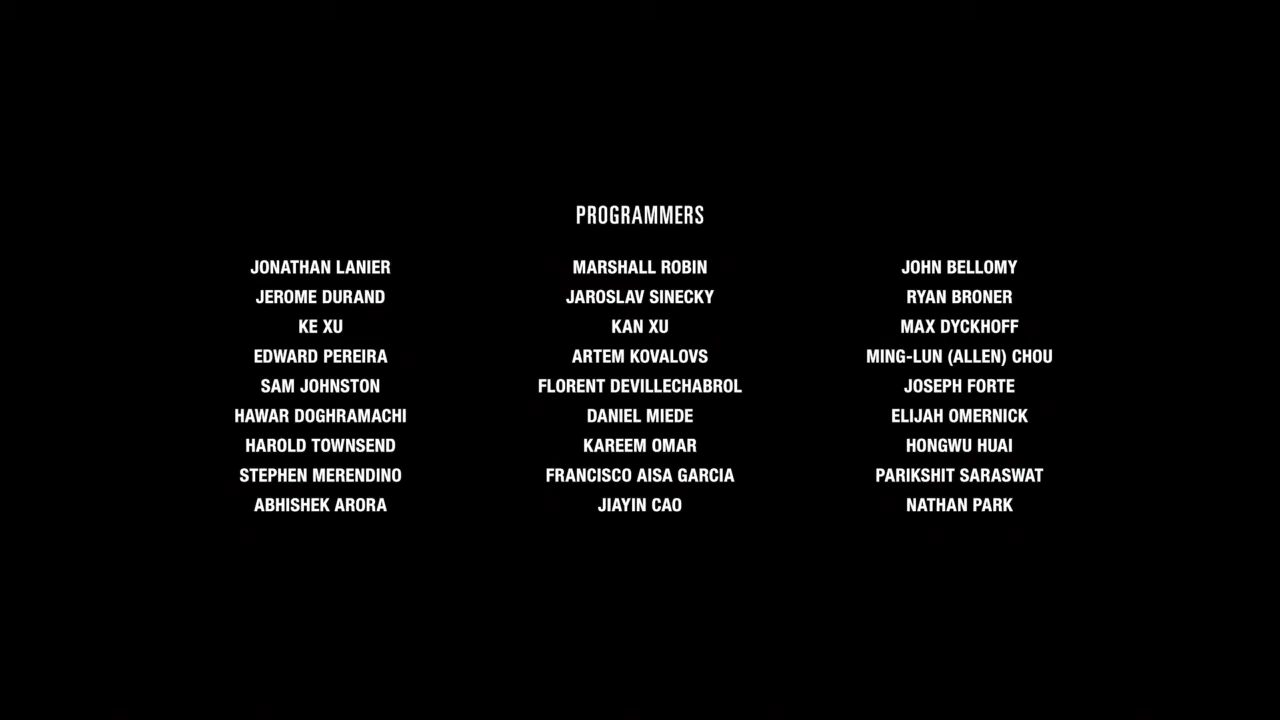 PROGRAMMERS
JONATHAN LANIER MARSHALL ROBIN JOHN BELLOMY
JEROME DURAND JAROSLAV SINECKY RYAN BRONER
KE XU KAN XU MAX DYCKHOFF
EDWARD PEREIRA ARTEM KOVALOVS MING-LUN (ALLEN) CHOU
SAM JOHNSTON FLORENT DEVILLECHABROL JOSEPH FORTE
HAWAR DOGHRAMACHI DANIEL MIEDE ELIJAH OMERNICK
HAROLD TOWNSEND KAREEM OMAR HONGWU HUAI
STEPHEN MERENDINO FRANCISCO AISA GARCIA PARIKSHIT SARASWAT
ABHISHEK ARORA JIAYIN CAO NATHAN PARK